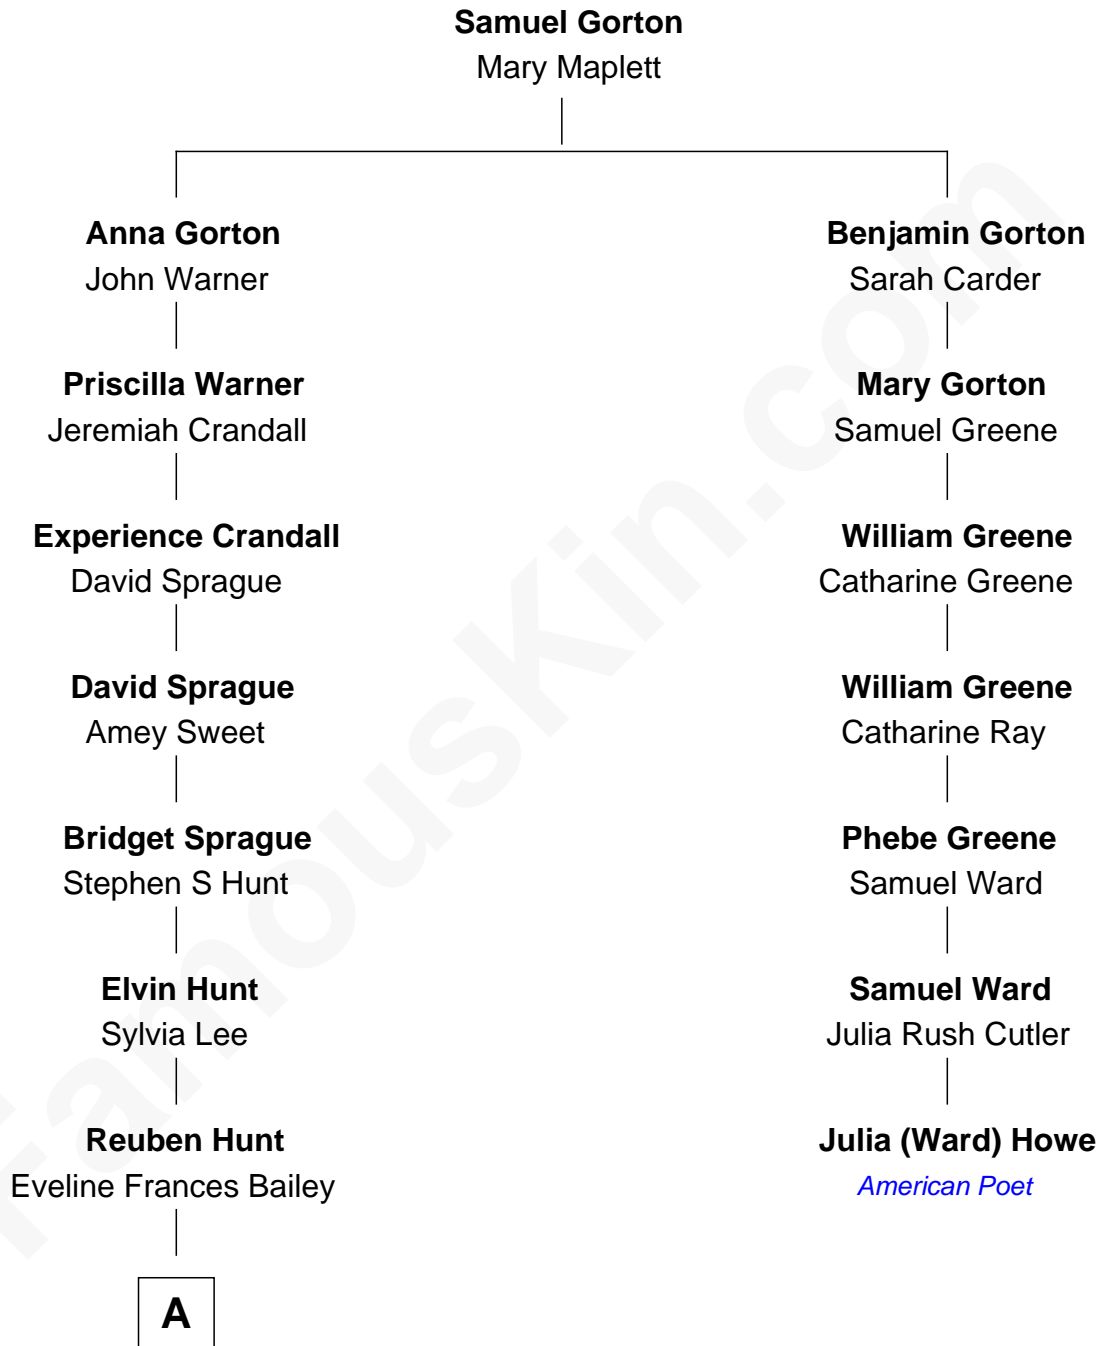 Samuel Gorton
Mary Maplett
Anna Gorton
John Warner
Benjamin Gorton
Sarah Carder
Priscilla Warner
Jeremiah Crandall
Mary Gorton
Samuel Greene
Experience Crandall
David Sprague
William Greene
Catharine Greene
David Sprague
Amey Sweet
William Greene
Catharine Ray
Bridget Sprague
Stephen S Hunt
Phebe Greene
Samuel Ward
Elvin Hunt
Sylvia Lee
Samuel Ward
Julia Rush Cutler
Reuben Hunt
Eveline Frances Bailey
Julia (Ward) Howe
American Poet
A
FamousKin.com